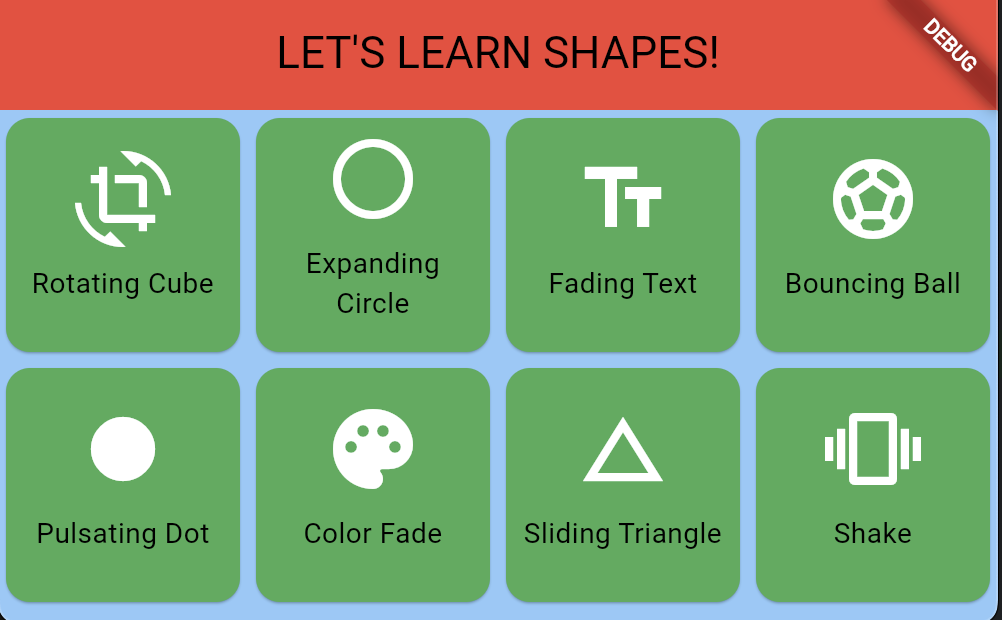 LET'S LEARN SHAPES!
DEBUG
Rotating Cube
Expanding
Circle
Fading Text
Bouncing Ball
Pulsating Dot
Color Fade
Sliding Triangle
Shake